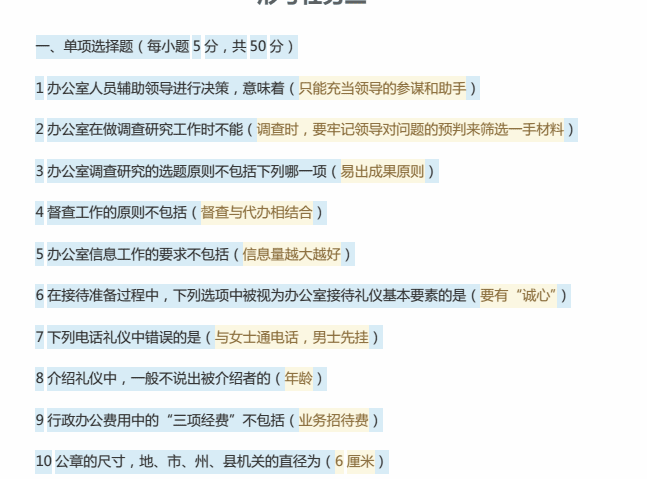 一、单项选择题（每小题 5 分，共 50 分）
1 办公室人员辅助领导进行决策，意味着（只能充当领导的参谋和助手）
2 办公室在做调查研究工作时不能（调查时，要牢记领导对问题的预判来筛选一手材料）
3 办公室调查研究的选题原则不包括下列哪一项（易出成果原则）
4 督查工作的原则不包括（督查与代办相结合）
5 办公室信息工作的要求不包括（信息量越大越好）
6 在接待准备过程中，下列选项中被视为办公室接待礼仪基本要素的是（要有“诚心”）
7 下列电话礼仪中错误的是（与女士通电话，男士先挂）
8 介绍礼仪中，一般不说出被介绍者的（年龄）
9 行政办公费用中的“三项经费”不包括（业务招待费）
10 公章的尺寸，地、市、州、县机关的直径为（6 厘米）